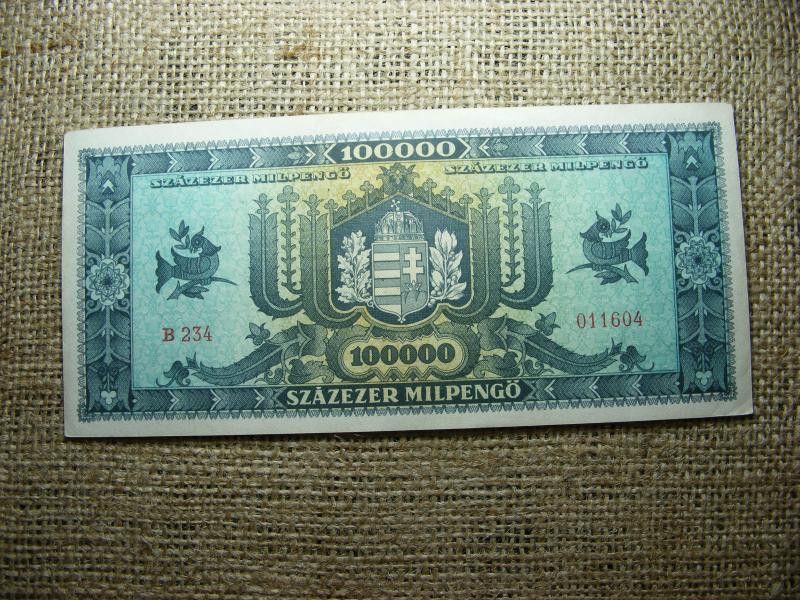 100000
SZÁZEZER MILPENGŐ SZÁZEZER MILPENGŐ
B 234
011604
100000
SZÁZEZER MILPENGŐ